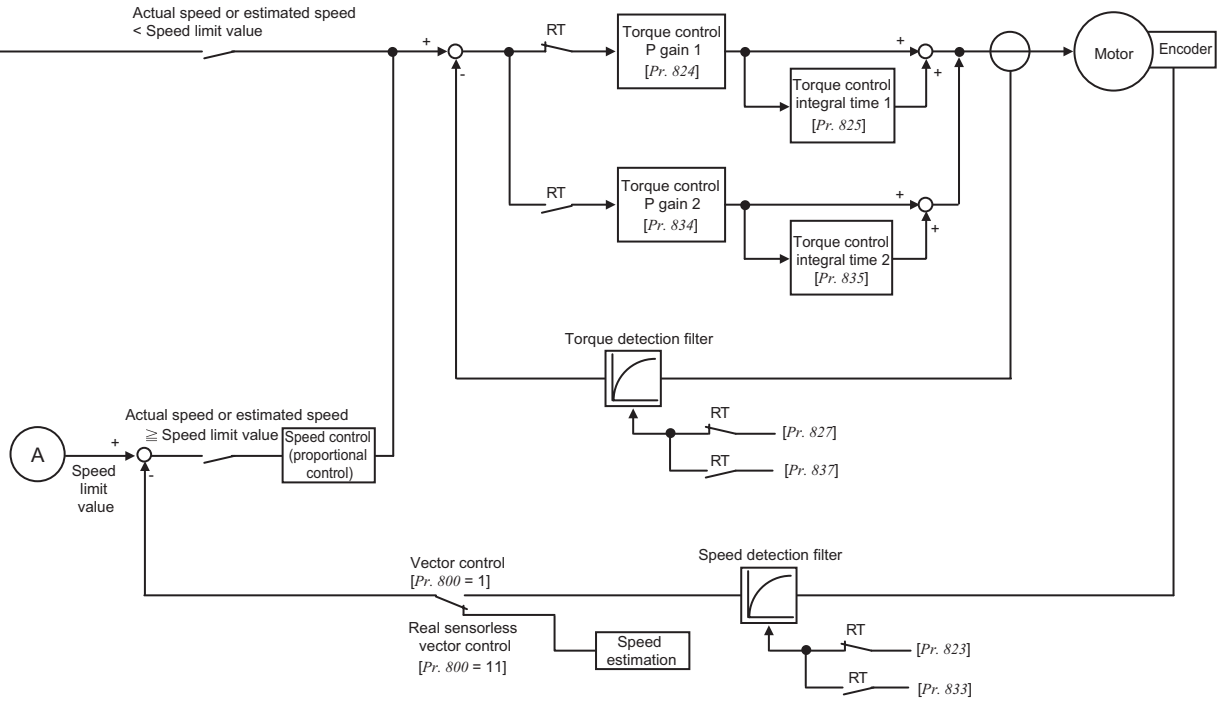 Actual speed or estimated speed
< Speed limit value
+
-
RT
Torque control
P gain 1
[Pr. 824]
+
+
Torque control
integral time 1
[Pr. 825]
Motor
Encoder
RT
Torque control
P gain 2
[Pr. 834]
+
+
Torque control
integral time 2
[Pr. 835]
Torque detection filter
RT
[Pr. 827]
RT
[Pr. 837]
Actual speed or estimated speed
≧ Speed limit value
A
+
-
Speed
limit
value
Speed control
(proportional
control)
Vector control
[Pr. 800 = 1]
Real sensorless
vector control
[Pr. 800 = 11]
Speed
estimation
Speed detection filter
RT
[Pr. 823]
RT
[Pr. 833]